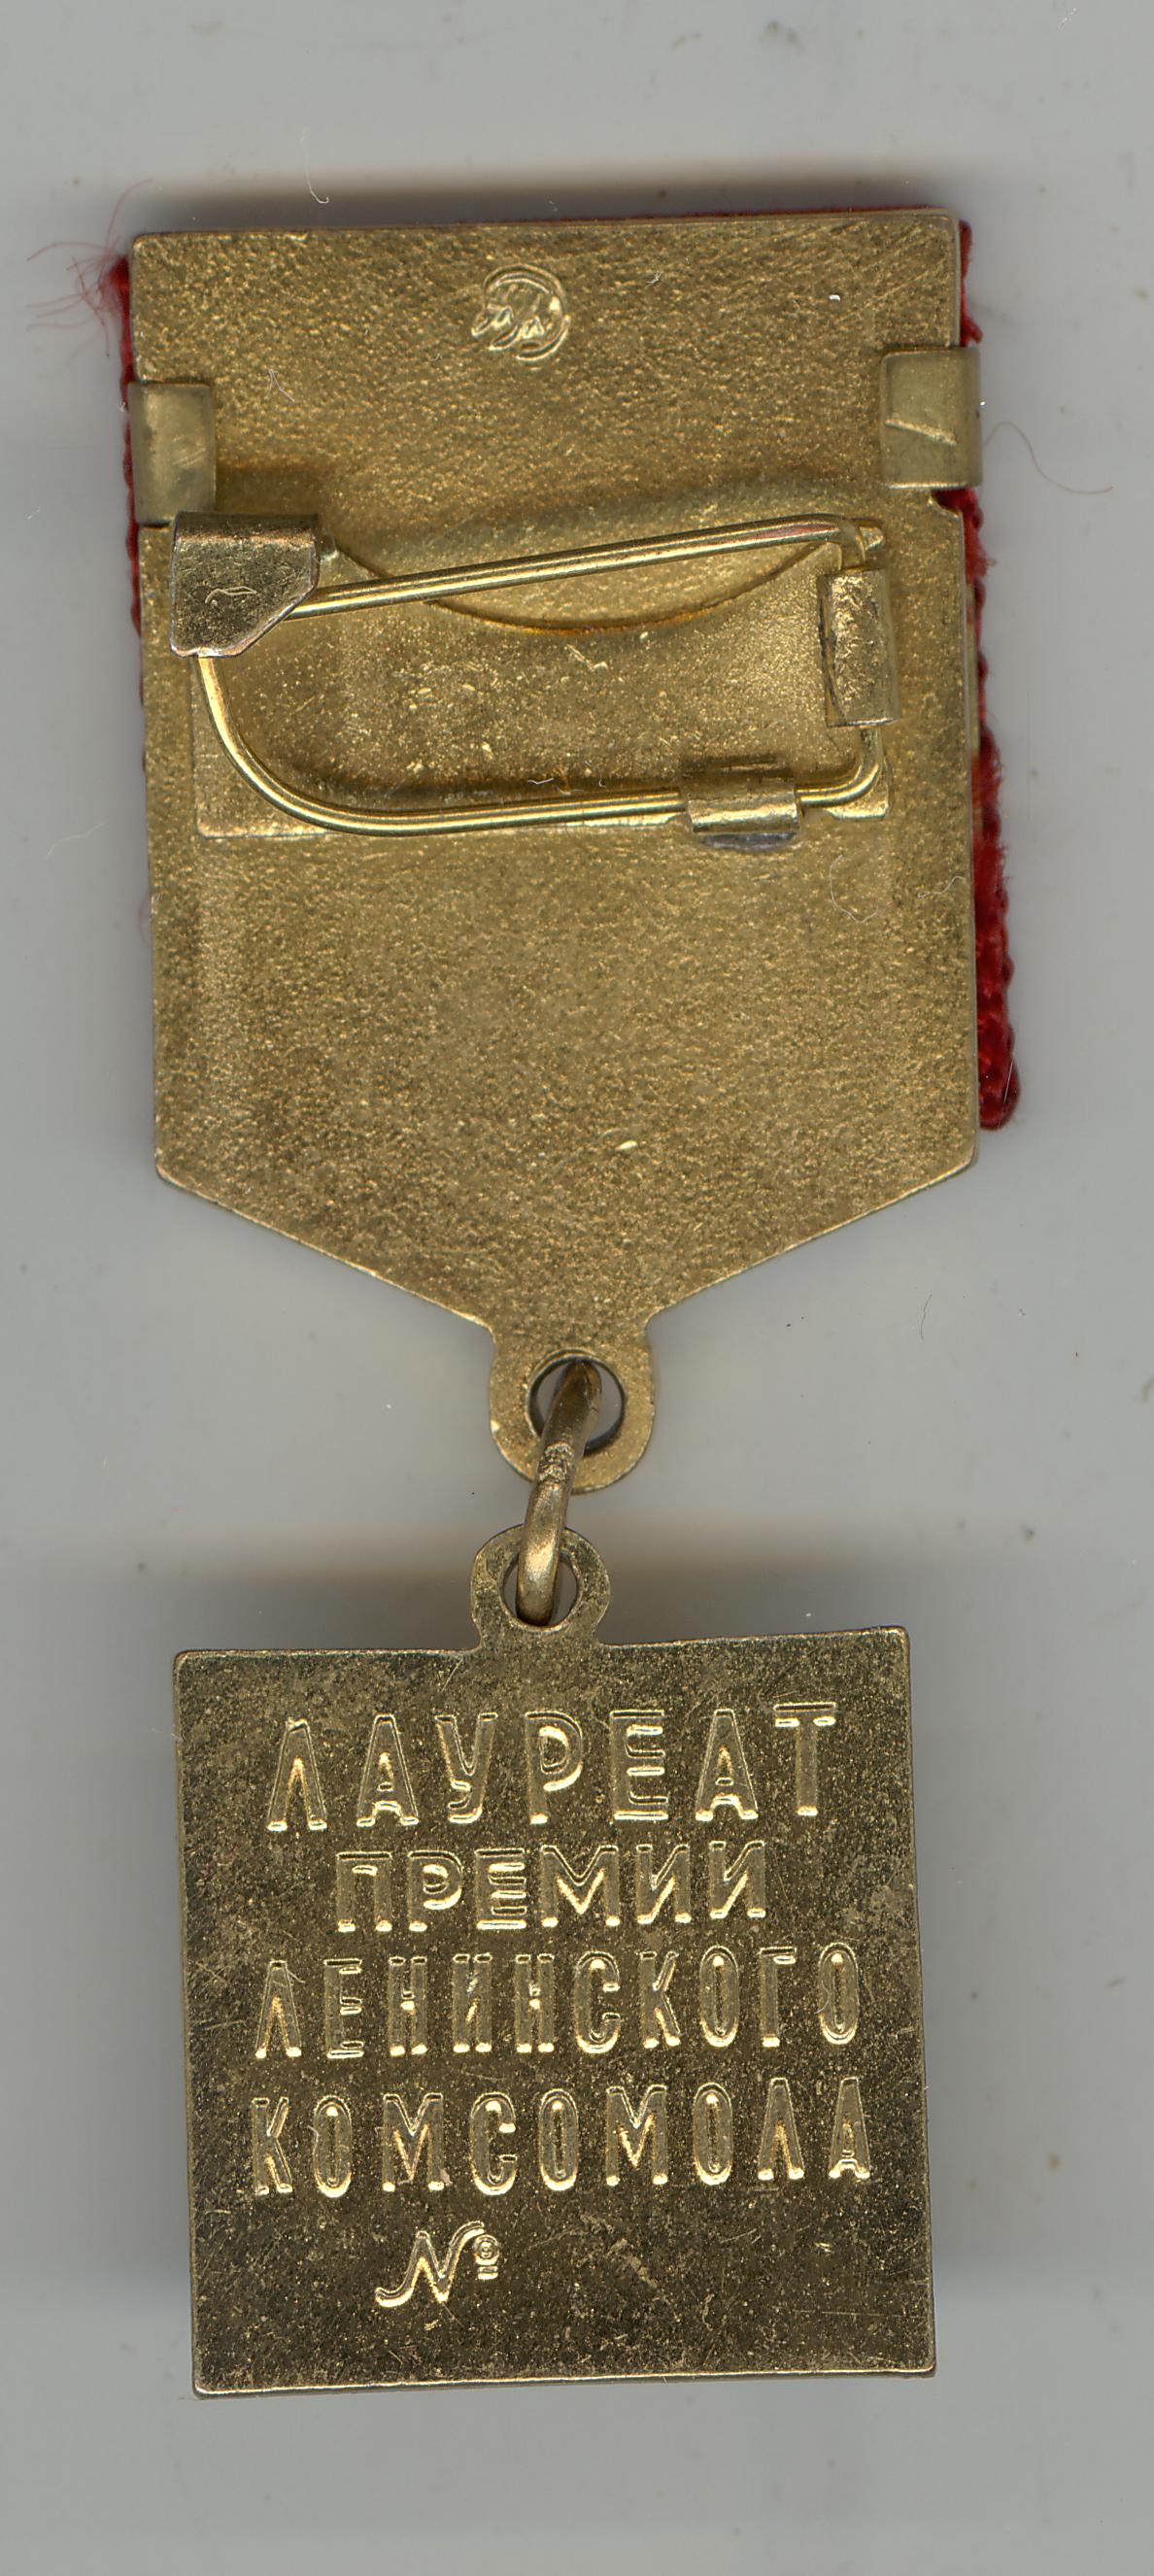 ЛАУРЕАТ
ПРЕМИИ
ЛЕНИНСКОГО
КОМСОМОЛА
№